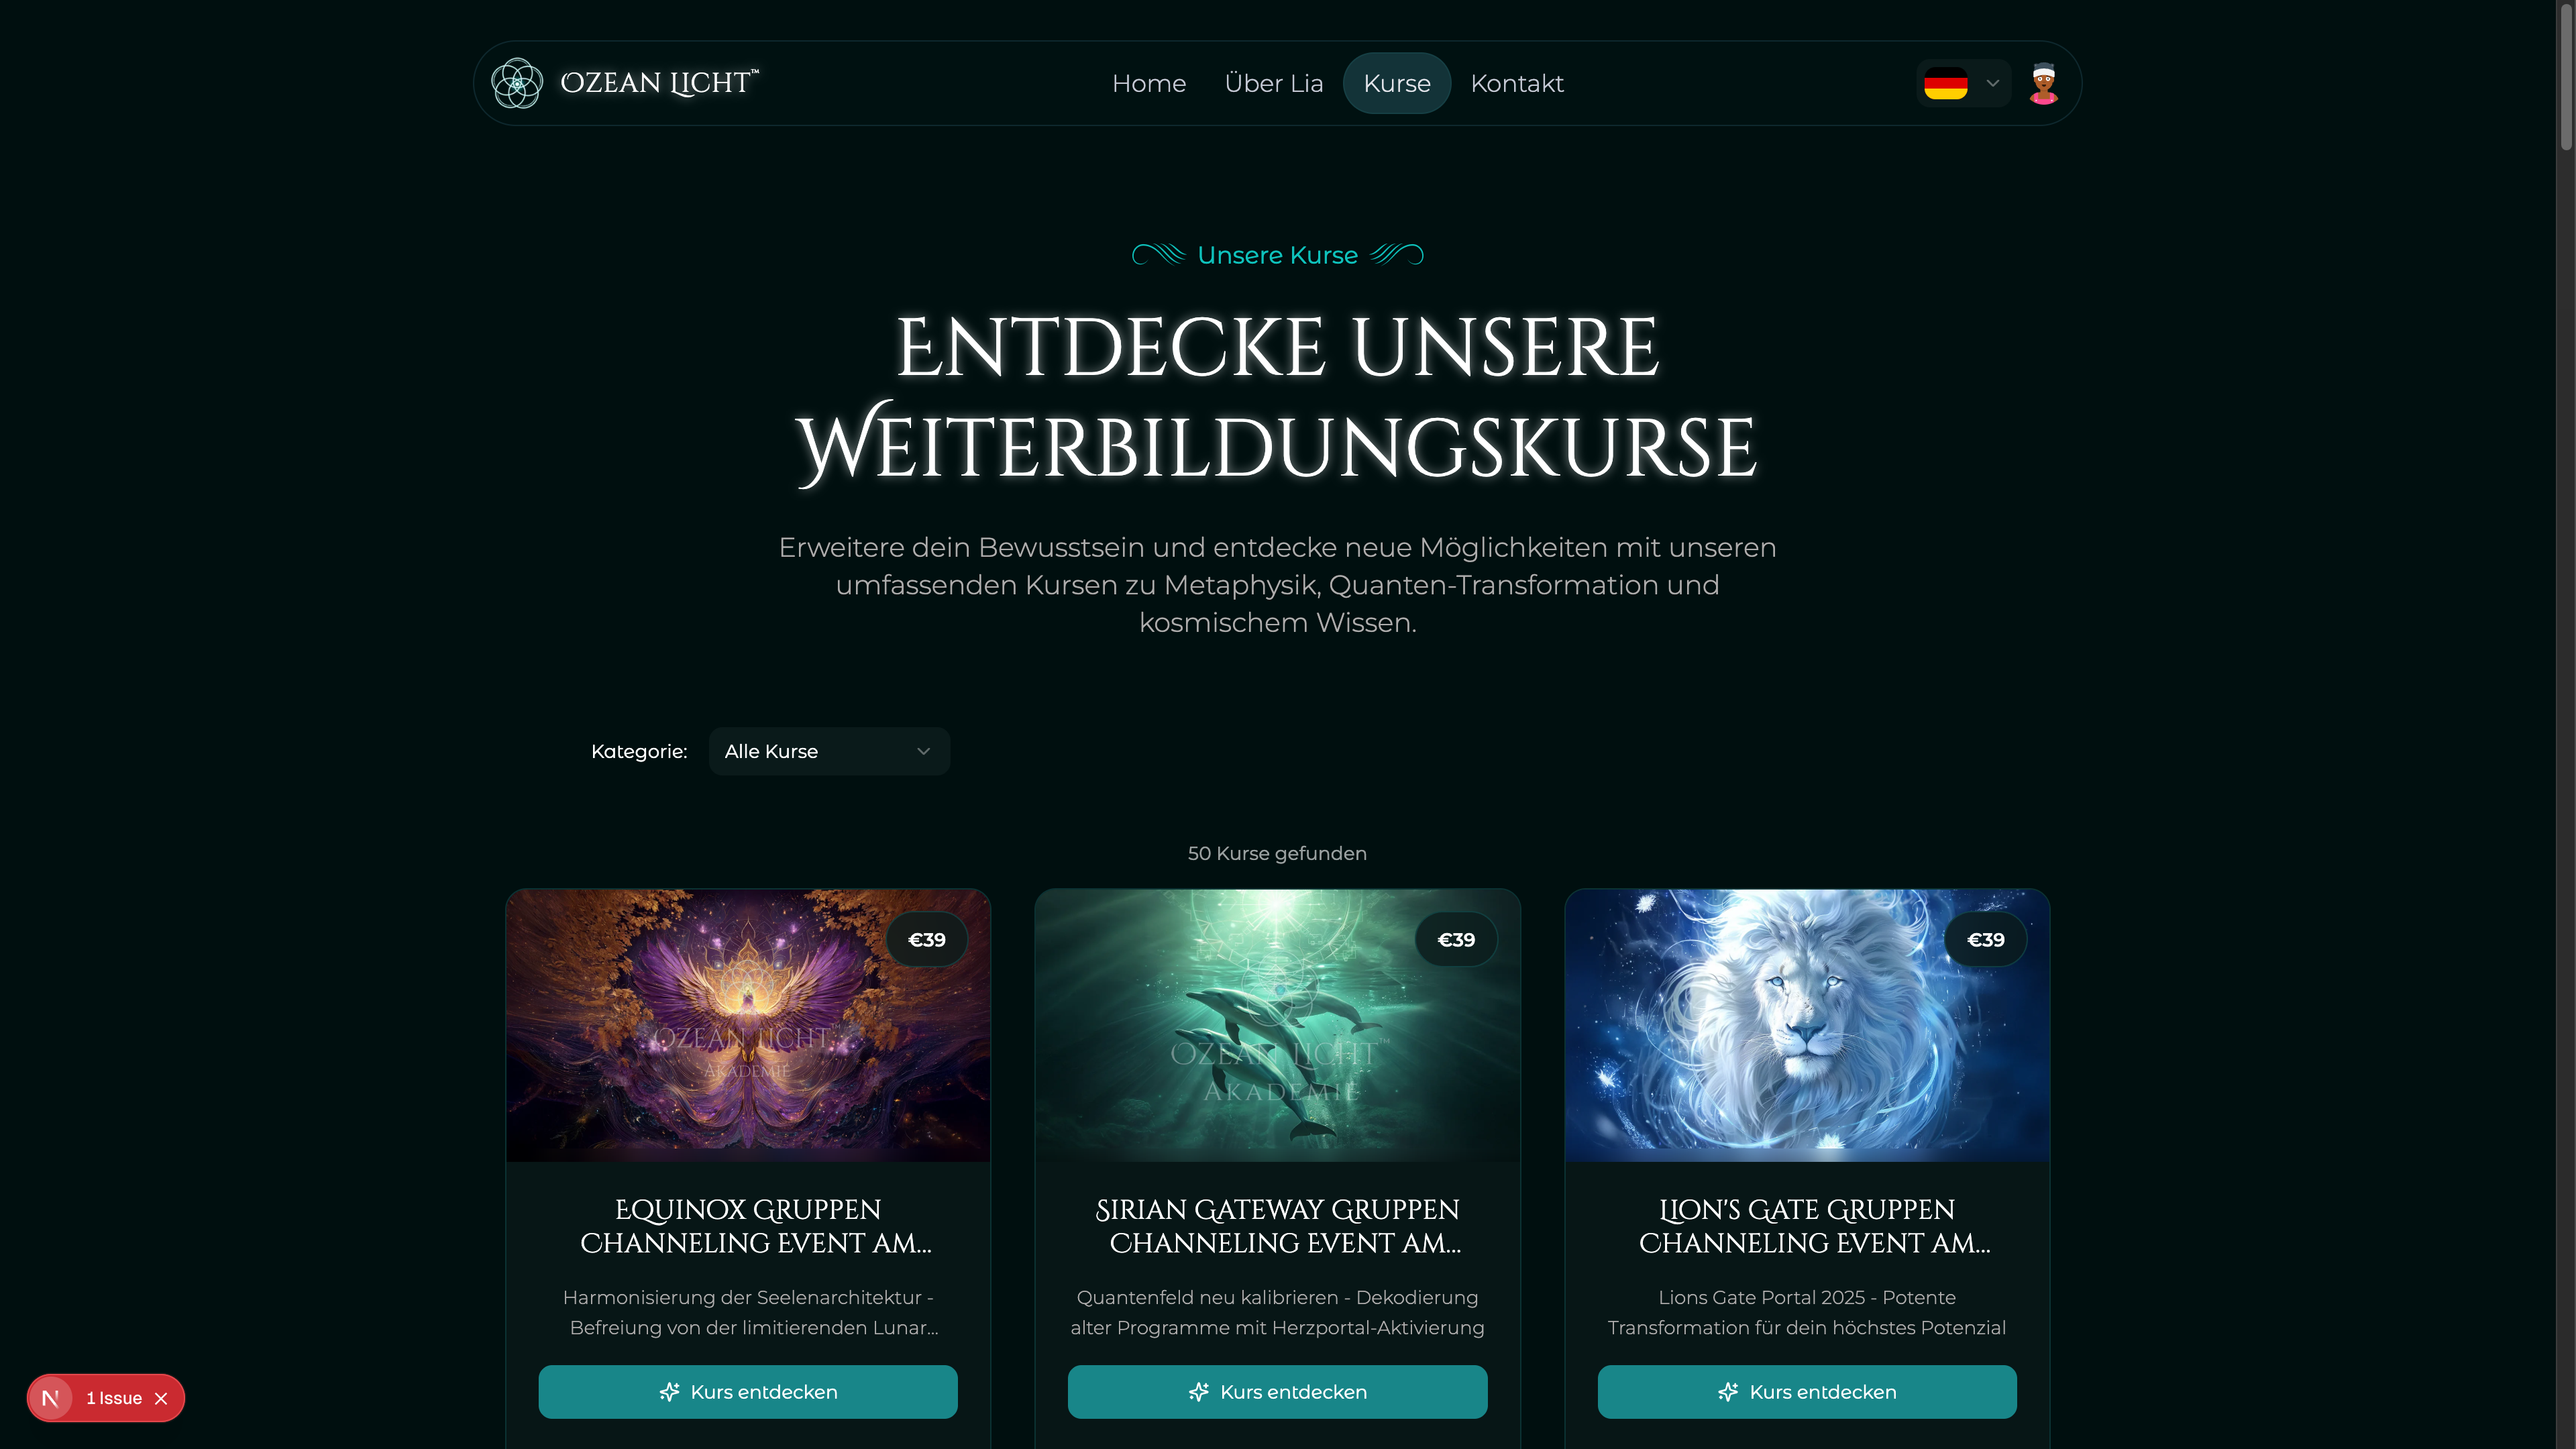 Ozean Licht™
Home
Über Lia
Kurse
Kontakt
Unsere Kurse
Entdecke unsere
Weiterbildungskurse
Erweitere dein Bewusstsein und entdecke neue Möglichkeiten mit unseren
umfassenden Kursen zu Metaphysik, Quanten-Transformation und
kosmischem Wissen.
Kategorie:
Alle Kurse
50 Kurse gefunden
€39
Ozean Licht™
Akademie
Equinox Gruppen
Channeling Event am...
Harmonisierung der Seelenarchitektur -
Befreiung von der limitierenden Lunar...
Kurs entdecken
€39
Ozean Licht™
Akademie
Sirian Gateway Gruppen
Channeling Event am...
Quantenfeld neu kalibrieren - Dekodierung
alter Programme mit Herzportal-Aktivierung
Kurs entdecken
€39
Lion's Gate Gruppen
Channeling Event am...
Lions Gate Portal 2025 - Potente
Transformation für dein höchstes Potenzial
Kurs entdecken
N
1 Issue